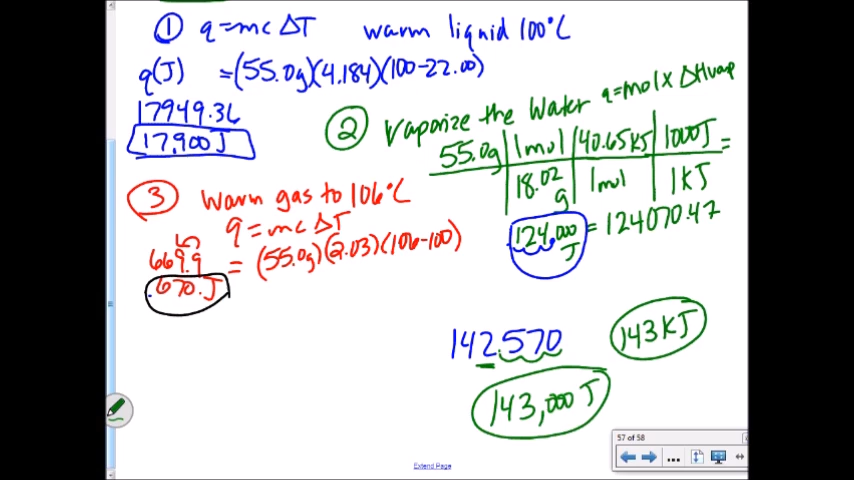 ① q=mcΔT warm liquid 100°C
q(J) =(55.0g)(4.184)(100-22.00)
17949.36
17,900J
② Vaporize the Water q=mol x ΔHvap
55.0g | 1mol | 40.65KJ | 1000J =
18.02 g | 1mol | 1KJ
124,000 J = 124070.47
③ Warm gas to 106°C
q=mcΔT
669.9 = (55.0g)(2.03)(106-100)
670.J
142,570
143KJ
143,000 J
57 of 58
...
Extend Page